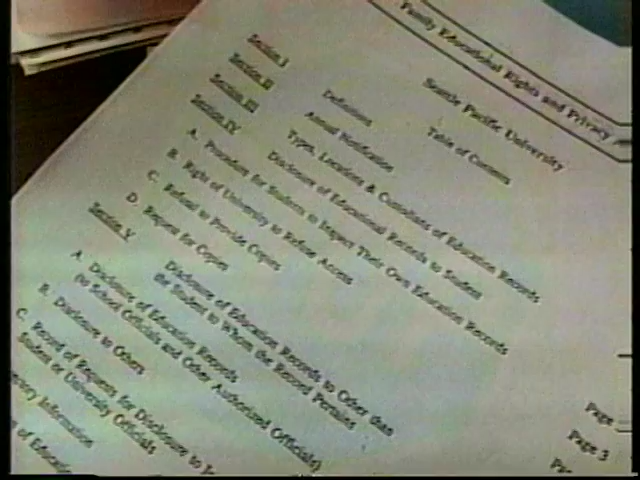 Family Educational Rights and Privacy
Seattle Pacific University
Table of Contents
Section I Definitions
Section II Annual Notification
Section III Types, Locations & Custodians of Education Records
Section IV Disclosure of Educational Records to Student
A. Procedure for Students to Inspect Their Own Education Records
B. Right of University to Refuse Access
C. Refusal to Provide Copies
D. Request for Copies
Section V Disclosure of Education Records to Other than
the Student to Whom the Record Pertains
A. Disclosure of Education Records
(to School Officials and Other Authorized Officials)
B. Disclosure to Others
C. Record of Requests for Disclosure to
Student or University Officials
Information
of Education
Page
Page 3